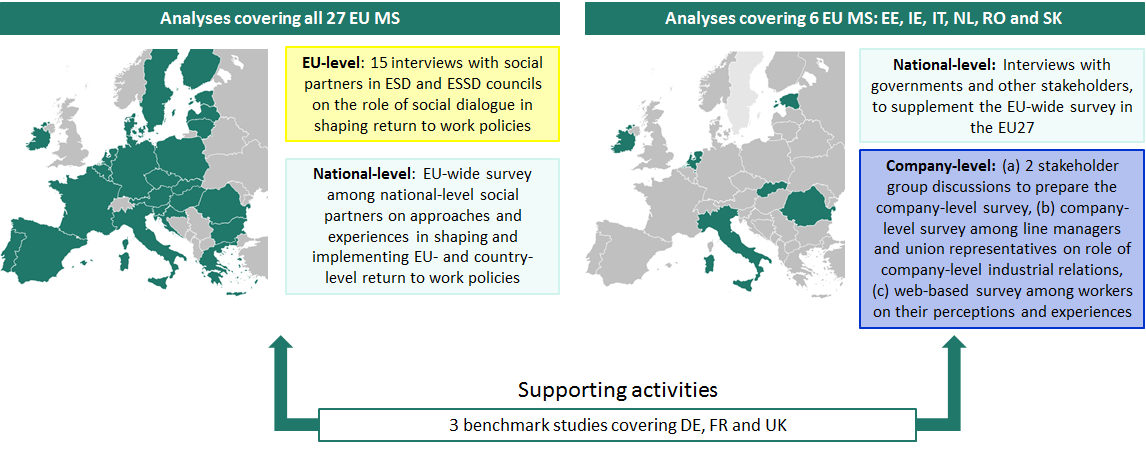 Analyses covering all 27 EU MS
EU-level: 15 interviews with social
partners in ESD and ESSD councils
on the role of social dialogue in
shaping return to work policies
National-level: EU-wide survey
among national-level social
partners on approaches and
experiences in shaping and
implementing EU- and country-
level return to work policies
Analyses covering 6 EU MS: EE, IE, IT, NL, RO and SK
National-level: Interviews with
governments and other stakeholders,
to supplement the EU-wide survey in
the EU27
Company-level: (a) 2 stakeholder
group discussions to prepare the
company-level survey, (b) company-
level survey among line managers
and union representatives on role of
company-level industrial relations,
(c) web-based survey among workers
on their perceptions and experiences
Supporting activities
3 benchmark studies covering DE, FR and UK